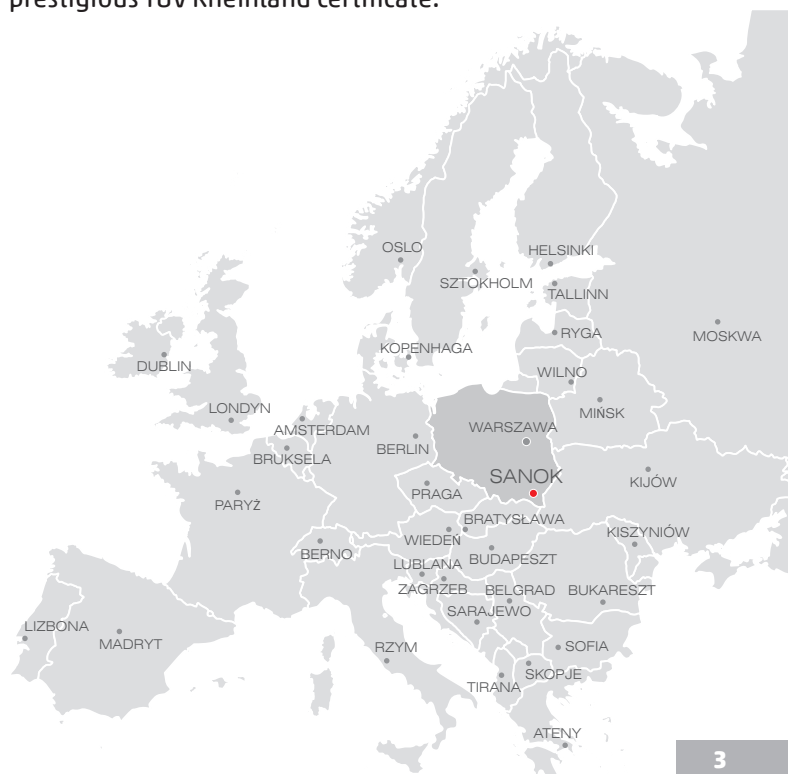 prestigious TÜV Rheinland certificate.
OSLO
HELSINKI
SZTOKHOLM
TALLINN
RYGA
MOSKWA
KOPENHAGA
DUBLIN
WILNO
LONDYN
MIŃSK
AMSTERDAM
WARSZAWA
BERLIN
BRUKSELA
SANOK
KIJÓW
PRAGA
PARYŻ
BRATYSŁAWA
KISZYNIÓW
WIEDEŃ
BERNO
BUDAPESZT
LUBLANA
ZAGRZEB
BELGRAD
BUKARESZT
SARAJEWO
LIZBONA
MADRYT
RZYM
SOFIA
SKOPJE
TIRANA
ATENY
3